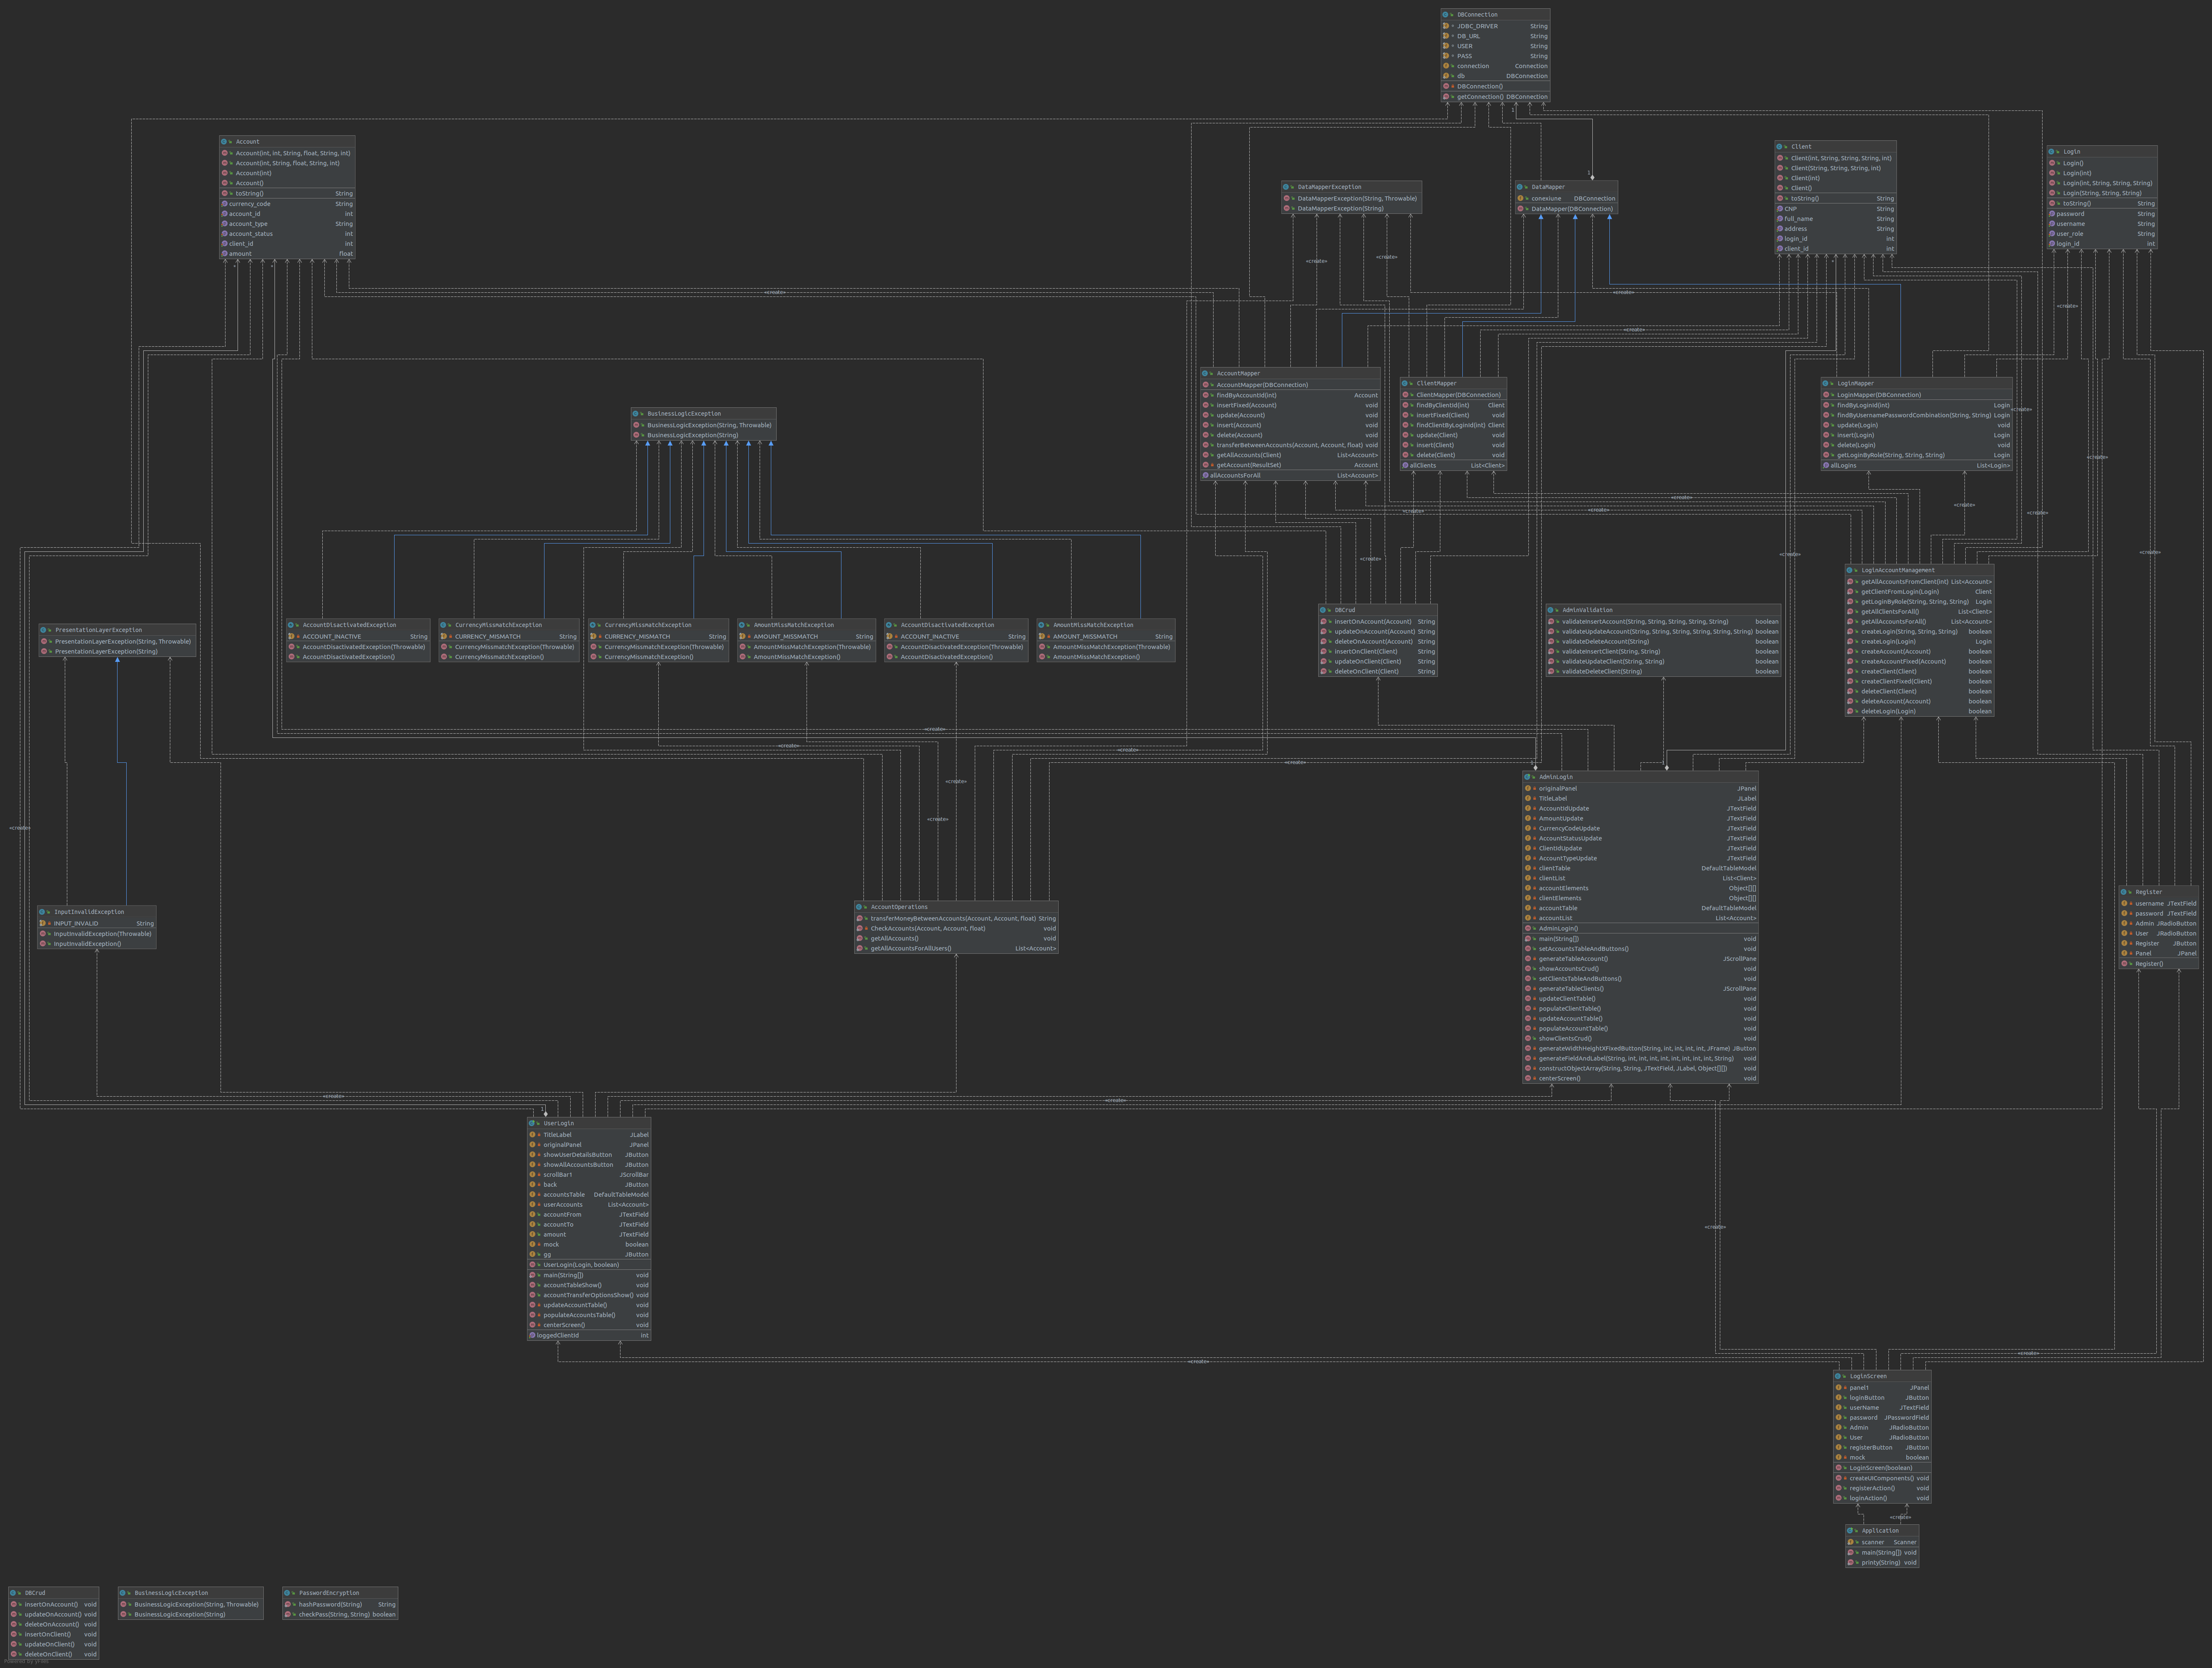 DBConnection
JDBC_DRIVER String
DB_URL String
USER String
PASS String
connection Connection
db DBConnection
DBConnection()
getConnection() DBConnection
1
1
Account
Account(int, int, String, float, String, int)
Account(int, String, float, String, int)
Account(int)
Account()
toString() String
currency_code String
account_id int
account_type String
account_status int
client_id int
amount float
*
*
DataMapperException
DataMapperException(String, Throwable)
DataMapperException(String)
DataMapper
conexiune DBConnection
DataMapper(DBConnection)
Client
Client(int, String, String, String, int)
Client(String, String, String, int)
Client(int)
Client()
toString() String
CNP String
full_name String
address String
login_id int
client_id int
*
Login
Login()
Login(int)
Login(int, String, String, String)
Login(String, String, String)
toString() String
password String
username String
user_role String
login_id int
<create>
<create>
<create>
<create>
<create>
<create>
AccountMapper
AccountMapper(DBConnection)
findByAccountId(int) Account
insertFixed(Account) void
update(Account) void
insert(Account) void
delete(Account) void
transferBetweenAccounts(Account, Account, float) void
getAllAccounts(Client) List<Account>
getAccount(ResultSet) Account
allAccountsForAll List<Account>
ClientMapper
ClientMapper(DBConnection)
findByClientId(int) Client
insertFixed(Client) void
findClientByLoginId(int) Client
update(Client) void
insert(Client) void
delete(Client) void
allClients List<Client>
LoginMapper
LoginMapper(DBConnection)
findByLoginId(int) Login
findByUsernamePasswordCombination(String, String) Login
update(Login) void
insert(Login) Login
delete(Login) void
getLoginByRole(String, String, String) Login
allLogins List<Login>
<create>
<create>
<create>
<create>
<create>
<create>
<create>
<create>
<create>
<create>
BusinessLogicException
BusinessLogicException(String, Throwable)
BusinessLogicException(String)
LoginAccountManagement
getAllAccountsFromClient(int) List<Account>
getClientFromLogin(Login) Client
getLoginByRole(String, String, String) Login
getAllClientsForAll() List<Client>
getAllAccountsForAll() List<Account>
createLogin(String, String, String) boolean
createLogin(Login) Login
createAccount(Account) boolean
createAccountFixed(Account) boolean
createClient(Client) boolean
createClientFixed(Client) boolean
deleteClient(Client) boolean
deleteAccount(Account) boolean
deleteLogin(Login) boolean
PresentationLayerException
PresentationLayerException(String, Throwable)
PresentationLayerException(String)
AccountDisactivatedException
ACCOUNT_INACTIVE String
AccountDisactivatedException(Throwable)
AccountDisactivatedException()
CurrencyMissmatchException
CURRENCY_MISMATCH String
CurrencyMissmatchException(Throwable)
CurrencyMissmatchException()
CurrencyMissmatchException
CURRENCY_MISMATCH String
CurrencyMissmatchException(Throwable)
CurrencyMissmatchException()
AmountMissMatchException
AMOUNT_MISSMATCH String
AmountMissMatchException(Throwable)
AmountMissMatchException()
AccountDisactivatedException
ACCOUNT_INACTIVE String
AccountDisactivatedException(Throwable)
AccountDisactivatedException()
AmountMissMatchException
AMOUNT_MISSMATCH String
AmountMissMatchException(Throwable)
AmountMissMatchException()
DBCrud
insertOnAccount(Account) String
updateOnAccount(Account) String
deleteOnAccount(Account) String
insertOnClient(Client) String
updateOnClient(Client) String
deleteOnClient(Client) String
AdminValidation
validateInsertAccount(String, String, String, String, String) boolean
validateUpdateAccount(String, String, String, String, String, String) boolean
validateDeleteAccount(String) boolean
validateInsertClient(String, String) boolean
validateUpdateClient(String, String) boolean
validateDeleteClient(String) boolean
<create>
<create>
<create>
<create>
<create>
<create>
<create>
1
1
AdminLogin
originalPanel JPanel
TitleLabel JLabel
AccountIdUpdate JTextField
AmountUpdate JTextField
CurrencyCodeUpdate JTextField
AccountStatusUpdate JTextField
ClientIdUpdate JTextField
AccountTypeUpdate JTextField
clientTable DefaultTableModel
clientList List<Client>
accountElements Object[][]
clientElements Object[][]
accountTable DefaultTableModel
accountList List<Account>
AdminLogin()
main(String[]) void
setAccountsTableAndButtons() void
generateTableAccount() JScrollPane
showAccountsCrud() void
setClientsTableAndButtons() void
generateTableClients() JScrollPane
updateClientTable() void
populateClientTable() void
updateAccountTable() void
populateAccountTable() void
showClientsCrud() void
generateWidthHeightXFixedButton(String, int, int, int, int, JFrame) JButton
generateFieldAndLabel(String, int, int, int, int, int, int, int, int, String) void
constructObjectArray(String, String, JTextField, JLabel, Object[][]) void
centerScreen() void
Register
username JTextField
password JTextField
Admin JRadioButton
User JRadioButton
Register JButton
Panel JPanel
Register()
InputInvalidException
INPUT_INVALID String
InputInvalidException(Throwable)
InputInvalidException()
AccountOperations
transferMoneyBetweenAccounts(Account, Account, float) String
CheckAccounts(Account, Account, float) void
getAllAccounts() void
getAllAccountsForAllUsers() List<Account>
<create>
<create>
1
UserLogin
TitleLabel JLabel
originalPanel JPanel
showUserDetailsButton JButton
showAllAccountsButton JButton
scrollBar1 JScrollBar
back JButton
accountsTable DefaultTableModel
userAccounts List<Account>
accountFrom JTextField
accountTo JTextField
amount JTextField
mock boolean
gg JButton
UserLogin(Login, boolean)
main(String[]) void
accountTableShow() void
accountTransferOptionsShow() void
updateAccountTable() void
populateAccountsTable() void
centerScreen() void
loggedClientId int
<create>
<create>
<create>
LoginScreen
panel1 JPanel
loginButton JButton
userName JTextField
password JPasswordField
Admin JRadioButton
User JRadioButton
registerButton JButton
mock boolean
LoginScreen(boolean)
createUIComponents() void
registerAction() void
loginAction() void
<create>
Application
scanner Scanner
main(String[]) void
printy(String) void
DBCrud
insertOnAccount() void
updateOnAccount() void
deleteOnAccount() void
insertOnClient() void
updateOnClient() void
deleteOnClient() void
BusinessLogicException
BusinessLogicException(String, Throwable)
BusinessLogicException(String)
PasswordEncryption
hashPassword(String) String
checkPass(String, String) boolean
Powered by yFiles